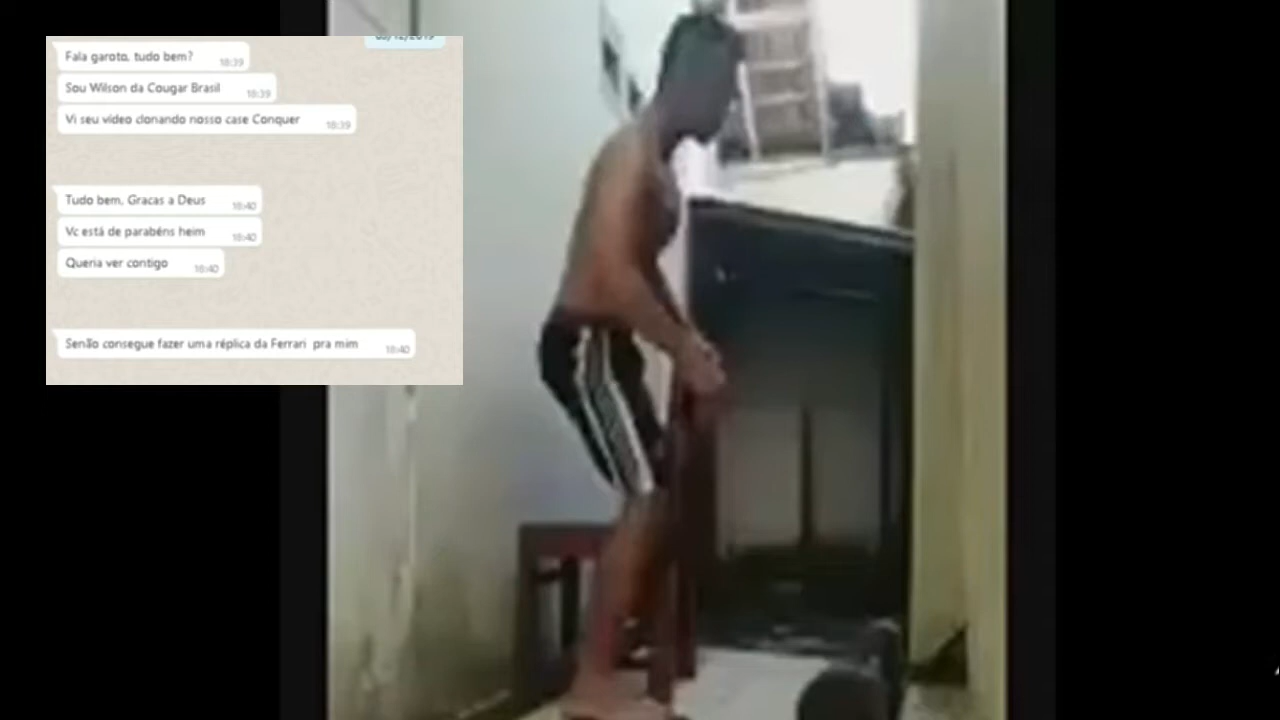 Fala garoto, tudo bem?
18:39
Sou Wilson da Cougar Brasil
18:39
Vi seu vídeo clonando nosso case Conquer
18:39
Tudo bem, Gracas a Deus
18:40
Vc está de parabéns heim
18:40
Queria ver contigo
18:40
Senão consegue fazer uma réplica da Ferrari pra mim
18:40